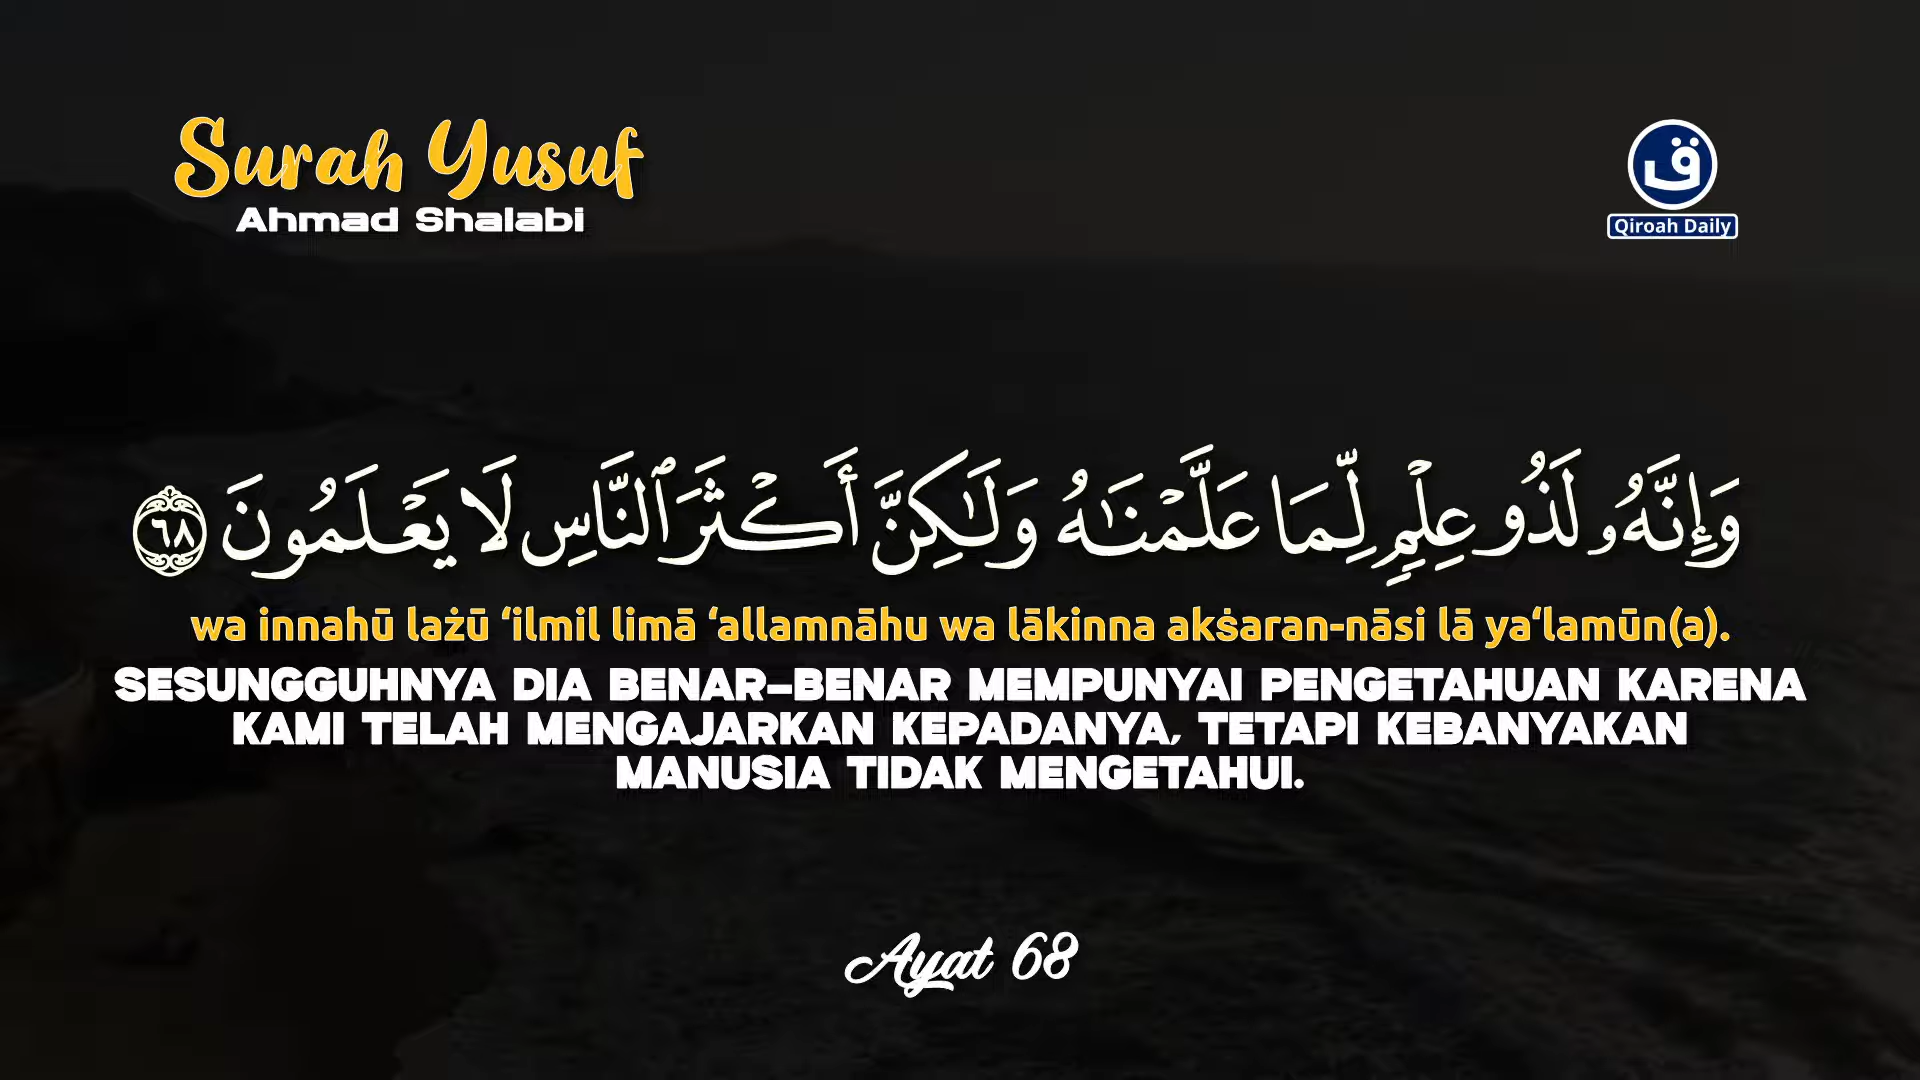 Surah Yusuf
Ahmad Shalabi
ق
Qiroah Daily
وَإِنَّهُۥ لَذُو عِلْمٍ لِّمَا عَلَّمْنَٰهُ وَلَٰكِنَّ أَكْثَرَ ٱلنَّاسِ لَا يَعْلَمُونَ ٦٨
wa innahū lażū ‘ilmil limā ‘allamnāhu wa lākinna akṡaran-nāsi lā ya‘lamūn(a).
SESUNGGUHNYA DIA BENAR-BENAR MEMPUNYAI PENGETAHUAN KARENA
KAMI TELAH MENGAJARKAN KEPADANYA, TETAPI KEBANYAKAN
MANUSIA TIDAK MENGETAHUI.
Ayat 68